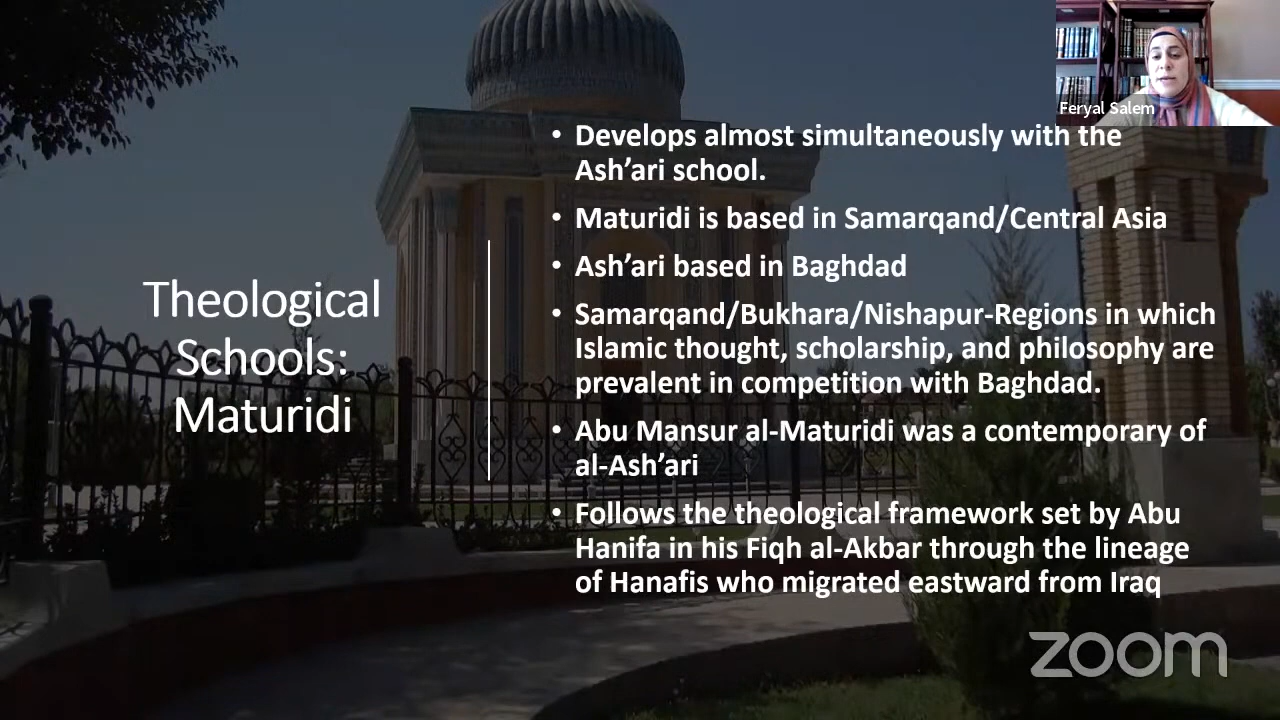 Feryal Salem
Theological
Schools:
Maturidi
• Develops almost simultaneously with the
Ash’ari school.
• Maturidi is based in Samarqand/Central Asia
• Ash’ari based in Baghdad
• Samarqand/Bukhara/Nishapur-Regions in which
Islamic thought, scholarship, and philosophy are
prevalent in competition with Baghdad.
• Abu Mansur al-Maturidi was a contemporary of
al-Ash’ari
• Follows the theological framework set by Abu
Hanifa in his Fiqh al-Akbar through the lineage
of Hanafis who migrated eastward from Iraq
zoom